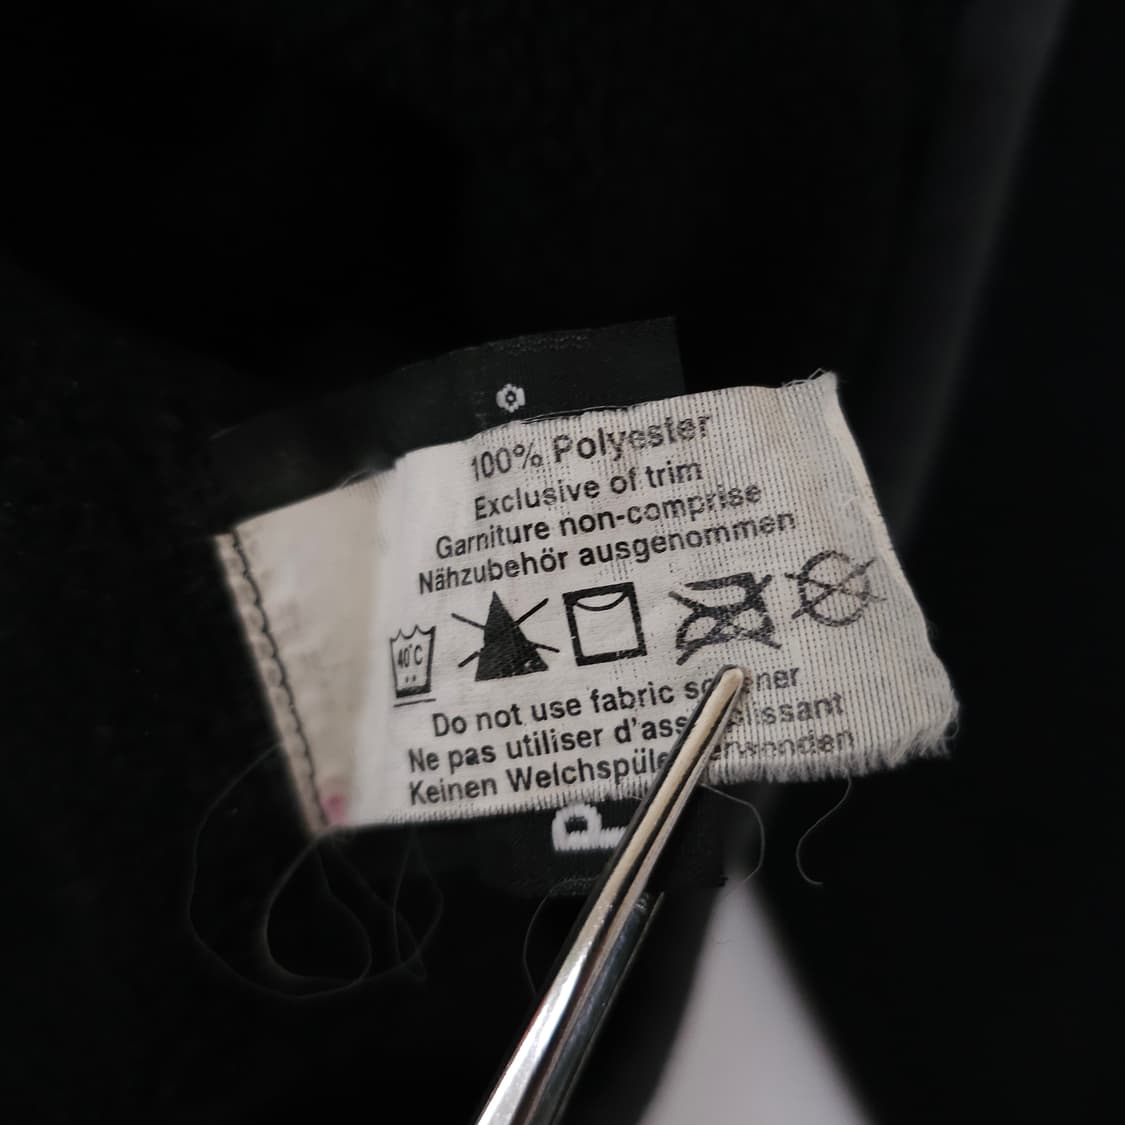 100% Polyester
Exclusive of trim
Garniture non-comprise
Nähzubehör ausgenommen
40°C
Do not use fabric
Ne pas utiliser
Keinen